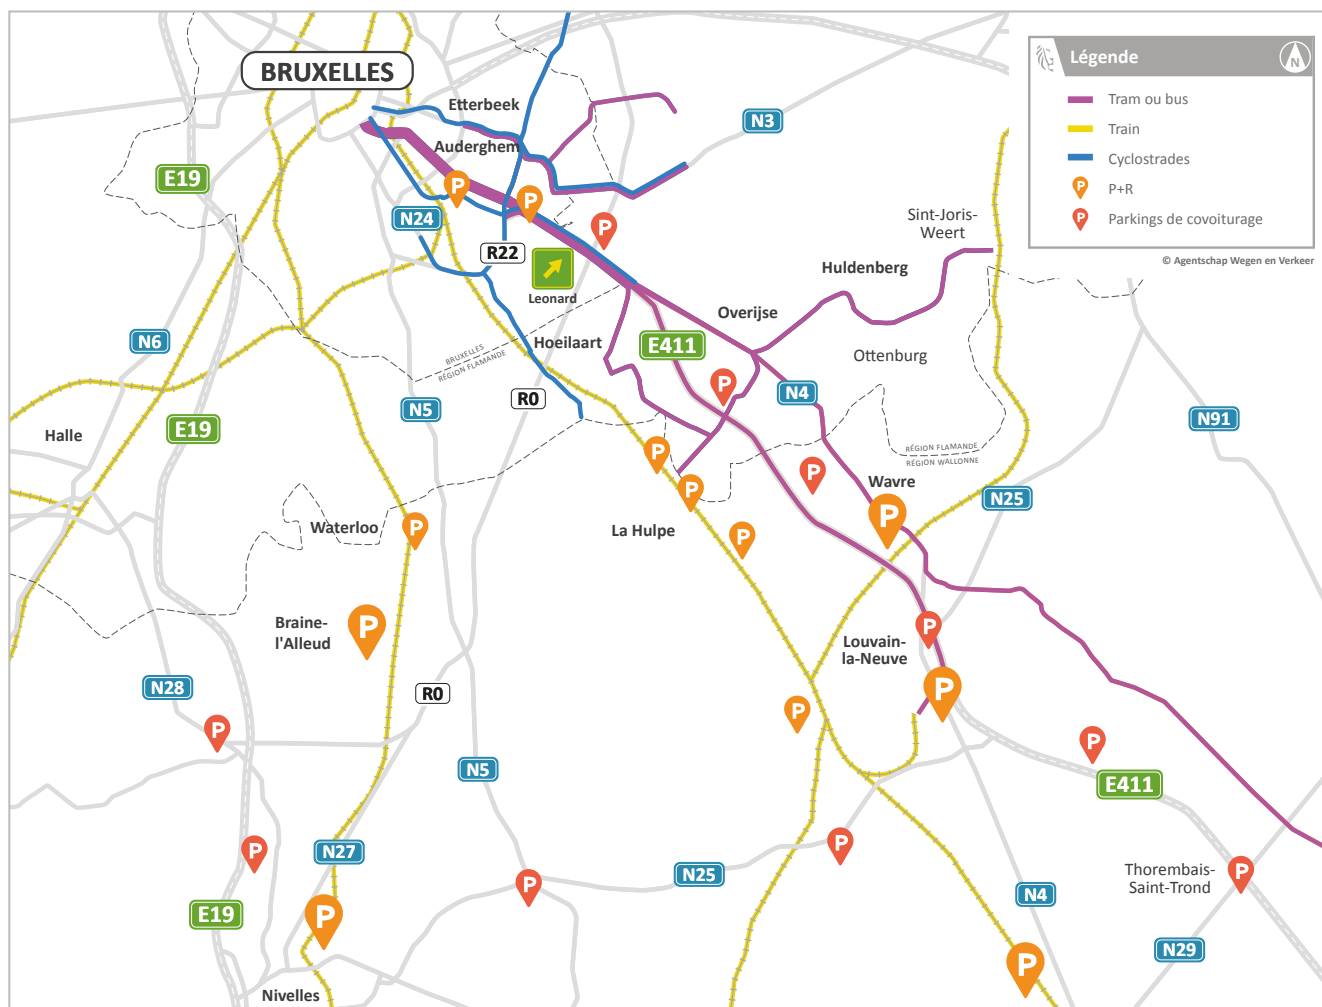 BRUXELLES
Etterbeek
Auderghem
N3
E19
N24
R22
Leonard
Légende
N
Tram ou bus
Train
Cyclostrades
P
P+R
P
Parkings de covoiturage
© Agentschap Wegen en Verkeer
P
P
P
Sint-Joris-
Weert
Huldenberg
Overijse
N6
Hoeilaart
E411
Ottenburg
BRUXELLES
RÉGION FLAMANDE
P
N4
N5
R0
N91
E19
Halle
RÉGION FLAMANDE
RÉGION WALLONNE
P
P
Wavre
P
N25
P
Waterloo
P
La Hulpe
P
Braine-
l'Alleud
P
P
Louvain-
la-Neuve
N28
R0
P
P
P
P
N5
E411
P
N27
P
N25
P
Thorembais-
Saint-Trond
P
E19
P
N4
N29
P
Nivelles